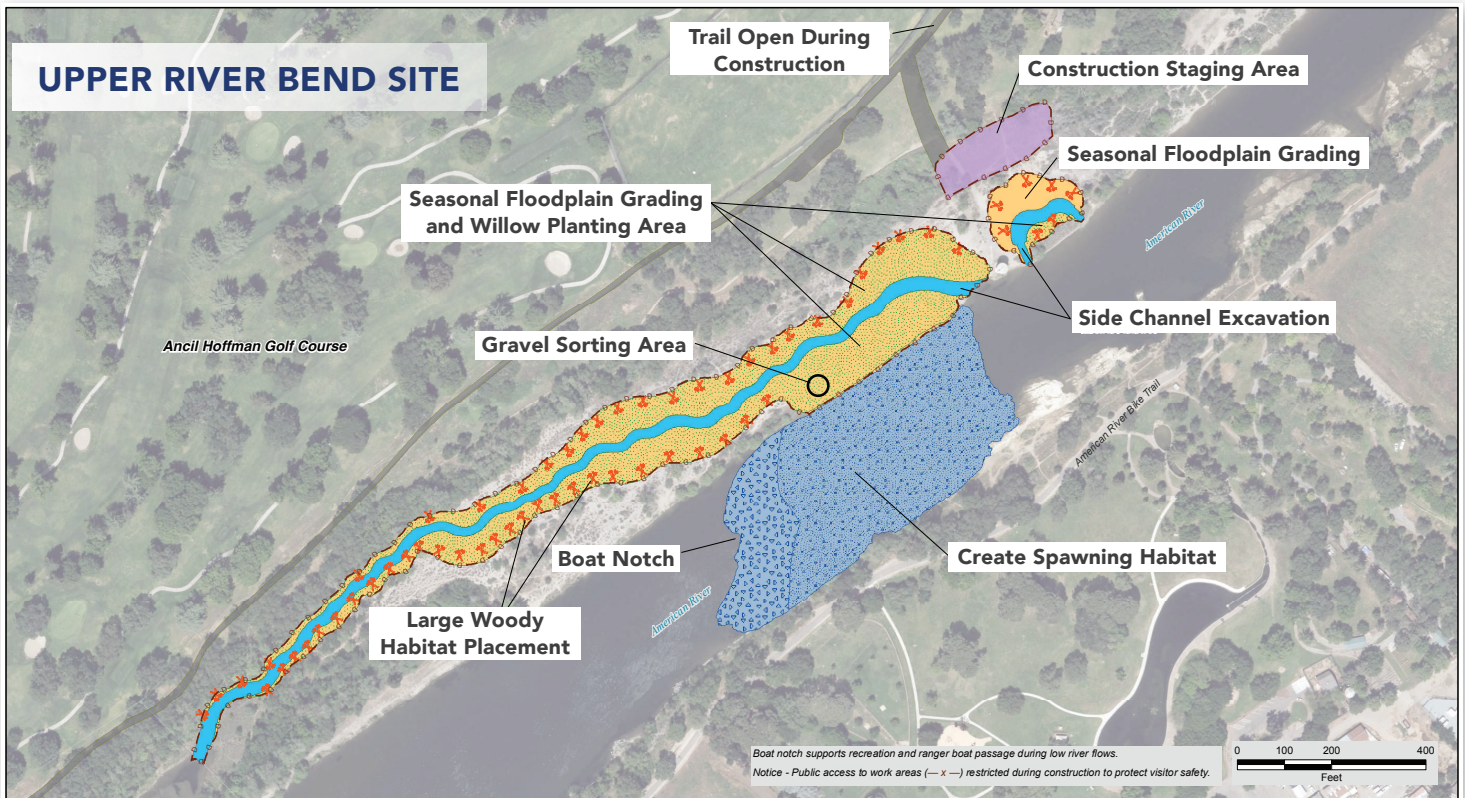 UPPER RIVER BEND SITE
Trail Open During
Construction
Construction Staging Area
Seasonal Floodplain Grading
Seasonal Floodplain Grading
and Willow Planting Area
American River
Side Channel Excavation
Gravel Sorting Area
Ancil Hoffman Golf Course
American River Bike Trail
Boat Notch
Create Spawning Habitat
American River
Large Woody
Habitat Placement
Boat notch supports recreation and ranger boat passage during low river flows.
Notice - Public access to work areas (— x —) restricted during construction to protect visitor safety.
0 100 200 400
Feet